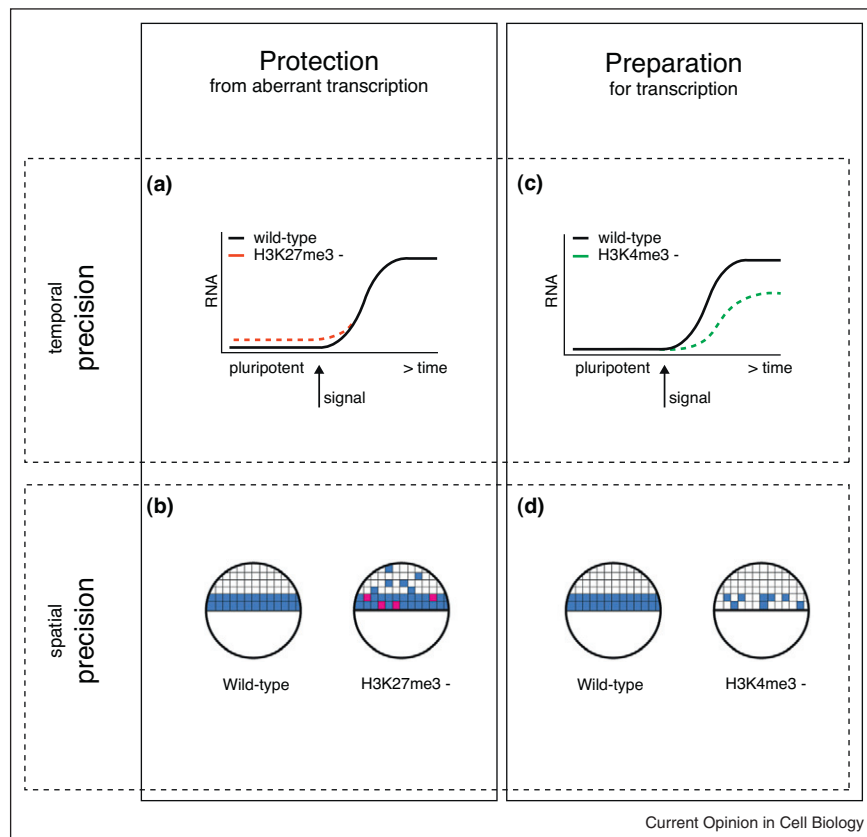 Protection
from aberrant transcription
Preparation
for transcription
temporal
precision
(a)
wild-type
H3K27me3 -
RNA
pluripotent
> time
signal
(c)
wild-type
H3K4me3 -
RNA
pluripotent
> time
signal
spatial
precision
(b)
Wild-type
H3K27me3 -
(d)
Wild-type
H3K4me3 -
Current Opinion in Cell Biology